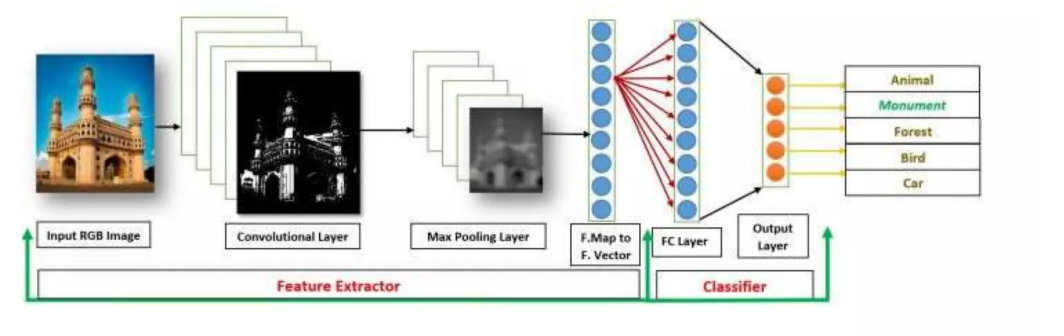 Animal
Monument
Forest
Bird
Car
Input RGB Image
Convolutional Layer
Max Pooling Layer
F.Map to
F. Vector
FC Layer
Output
Layer
Feature Extractor
Classifier